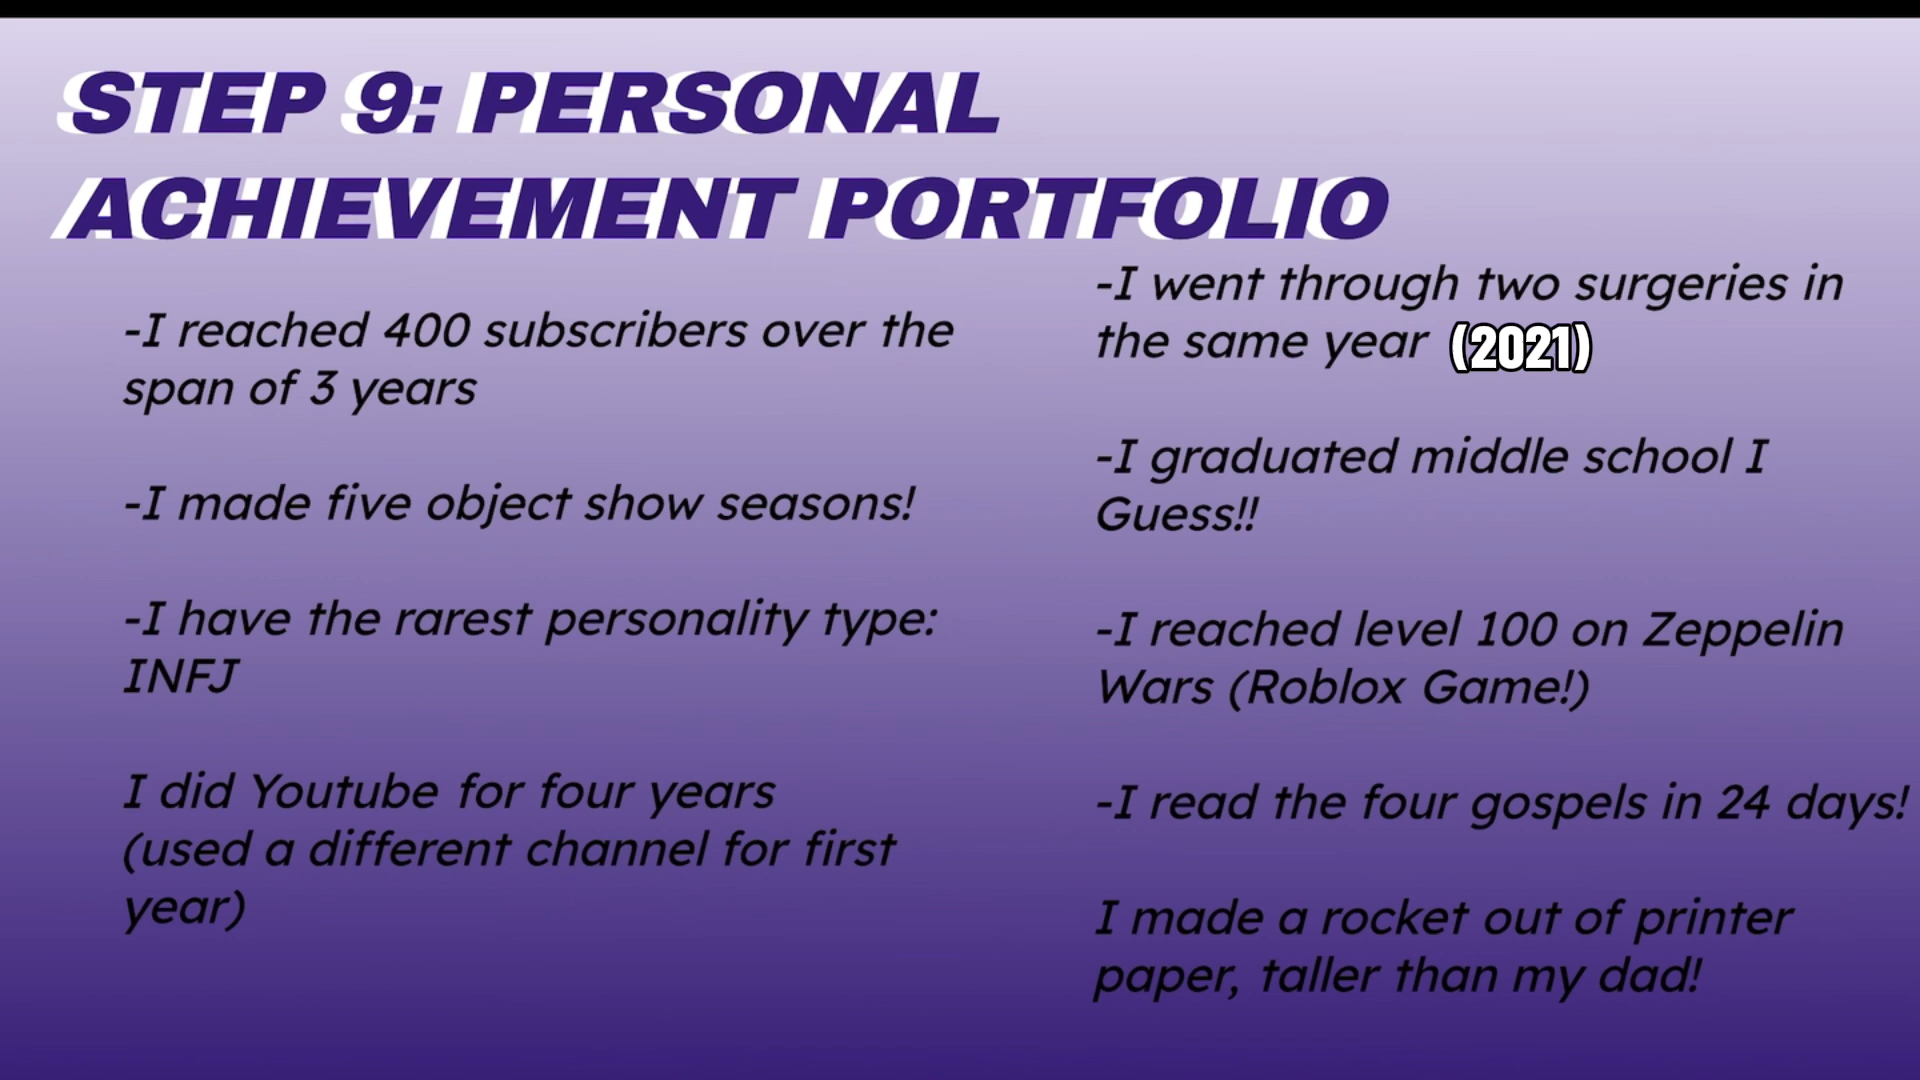 STEP 9: PERSONAL
ACHIEVEMENT PORTFOLIO
-I reached 400 subscribers over the
span of 3 years
-I made five object show seasons!
-I have the rarest personality type:
INFJ
I did Youtube for four years
(used a different channel for first
year)
-I went through two surgeries in
the same year (2021)
-I graduated middle school I
Guess!!
-I reached level 100 on Zeppelin
Wars (Roblox Game!)
-I read the four gospels in 24 days!
I made a rocket out of printer
paper, taller than my dad!